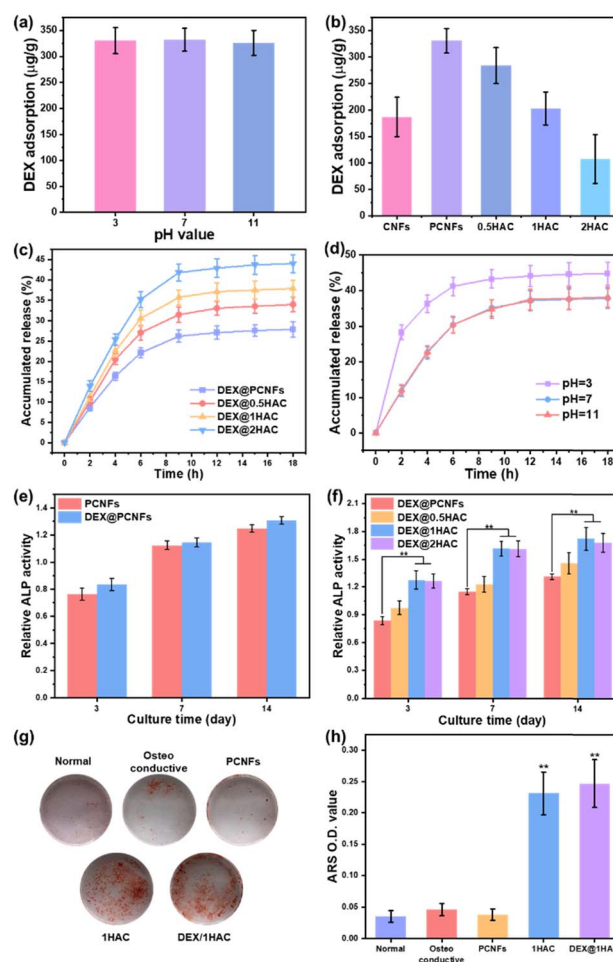 (a)
DEX adsorption (μg/g)
350
300
250
200
150
100
50
0
3
7
11
pH value
(b)
DEX adsorption (μg/g)
350
300
250
200
150
100
50
0
CNFs
PCNFs
0.5HAC
1HAC
2HAC
(c)
Accumulated release (%)
45
40
35
30
25
20
15
10
5
0
DEX@PCNFs
DEX@0.5HAC
DEX@1HAC
DEX@2HAC
0 2 4 6 8 10 12 14 16 18
Time (h)
(d)
Accumulated release (%)
50
40
30
20
10
0
pH=3
pH=7
pH=11
0 2 4 6 8 10 12 14 16 18
Time (h)
(e)
Relative ALP activity
1.4
1.2
1.0
0.8
0.6
0.4
0.2
0.0
PCNFs
DEX@PCNFs
3
7
14
Culture time (day)
(f)
Relative ALP activity
2.1
1.8
1.5
1.2
0.9
0.6
0.3
0.0
DEX@PCNFs
DEX@0.5HAC
DEX@1HAC
DEX@2HAC
**
**
**
3
7
14
Culture time (day)
(g)
Normal
Osteo
conductive
PCNFs
1HAC
DEX/1HAC
(h)
ARS O.D. value
0.30
0.25
0.20
0.15
0.10
0.05
0.00
**
**
Normal
Osteo
conductive
PCNFs
1HAC
DEX@1HA